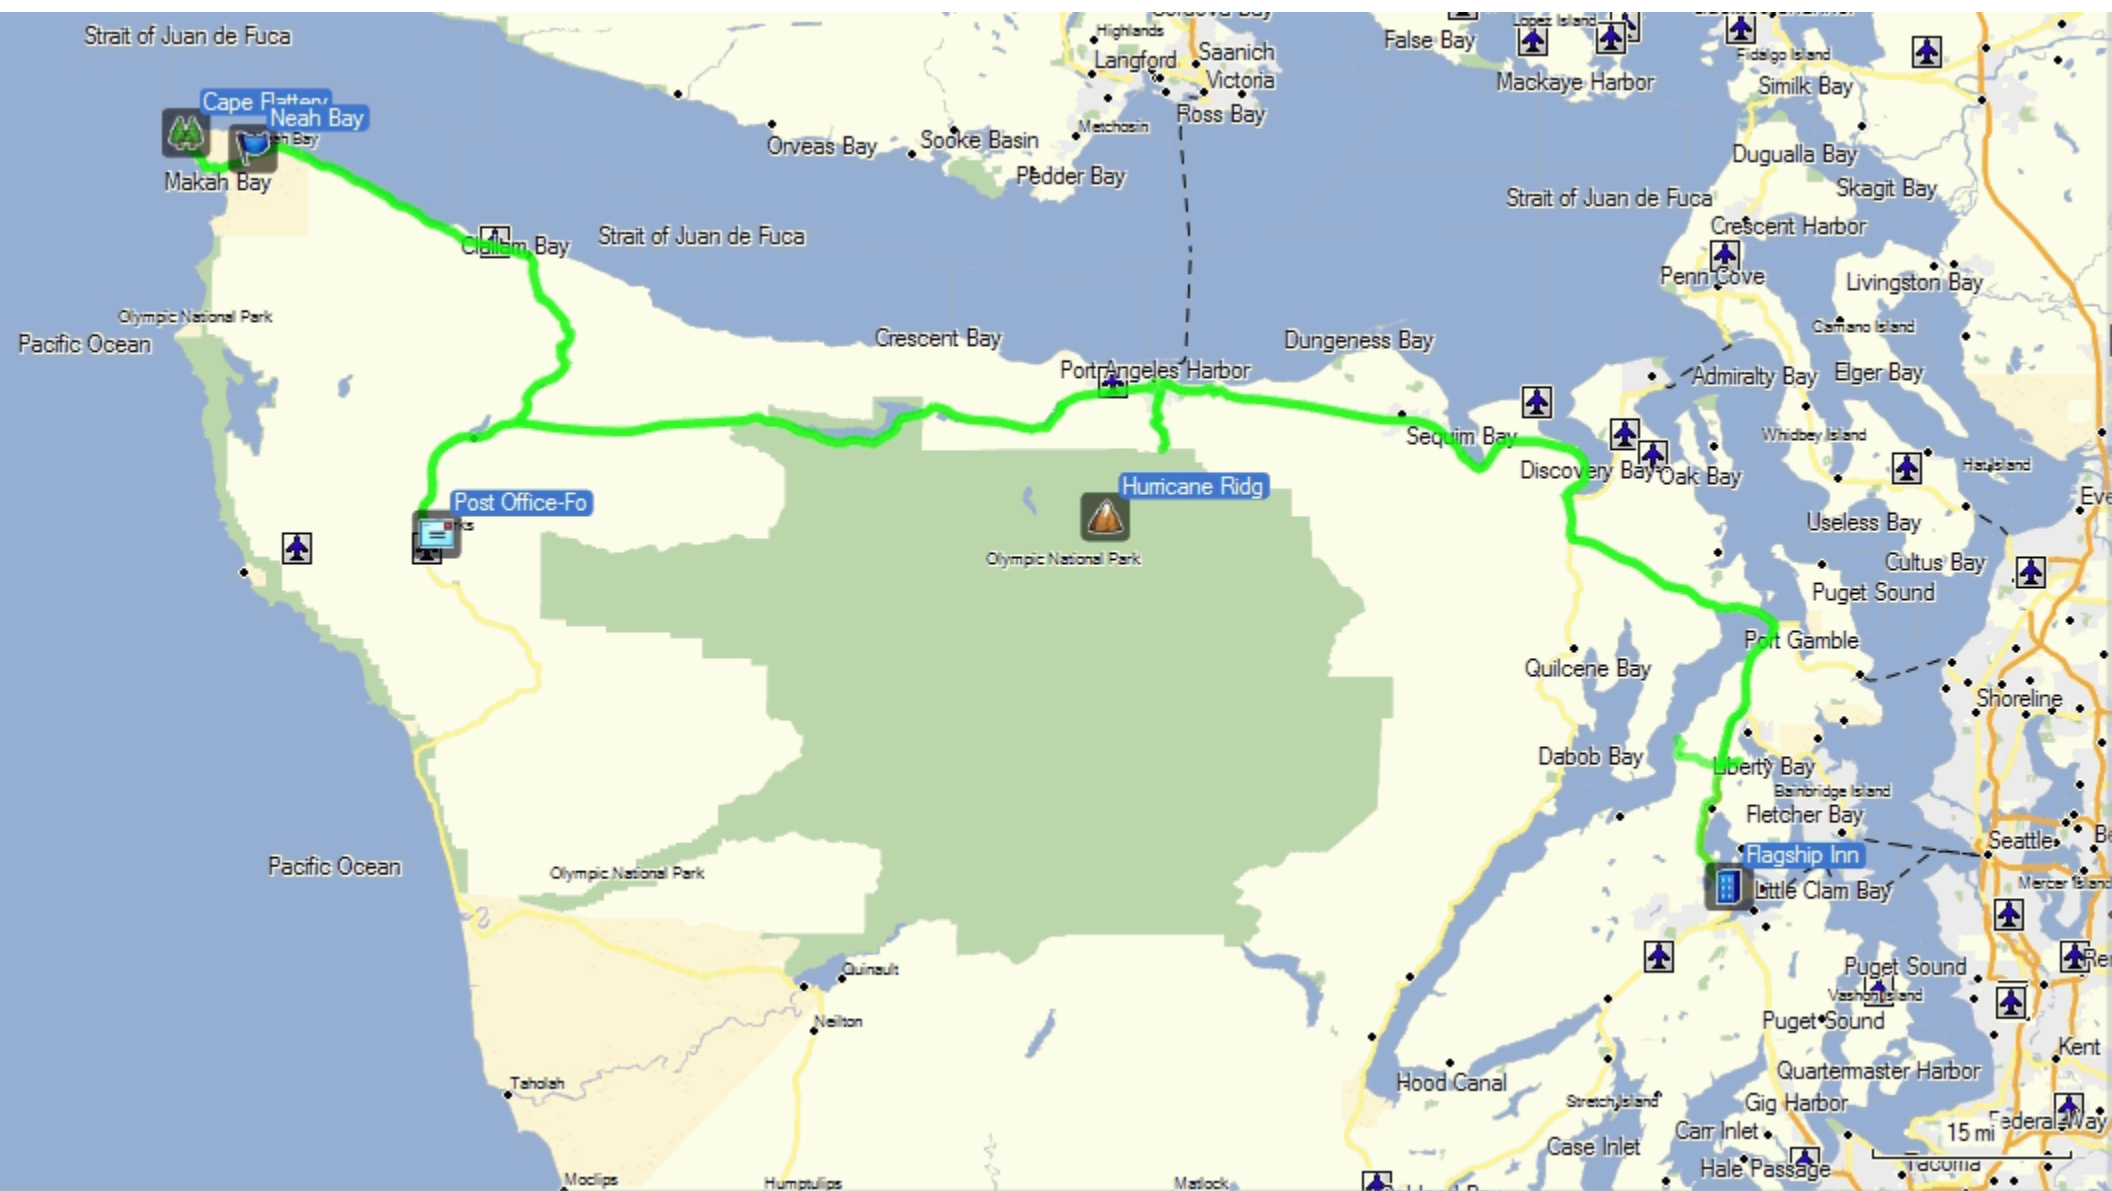 Strait of Juan de Fuca
Highlands
Langford
Saanich
Victoria
Ross Bay
Metchosin
False Bay
Lopez Island
Mackaye Harbor
Fidalgo Island
Similk Bay
Cape Flattery
Neah Bay
Makah Bay
Orveas Bay
Sooke Basin
Pedder Bay
Dugualla Bay
Skagit Bay
Strait of Juan de Fuca
Crescent Harbor
Clallam Bay
Strait of Juan de Fuca
Penn Cove
Livingston Bay
Olympic National Park
Pacific Ocean
Crescent Bay
Dungeness Bay
Camano Island
Port Angeles Harbor
Admiralty Bay
Elger Bay
Sequim Bay
Whidbey Island
Discovery Bay
Oak Bay
Hat Island
Post Office-Fo
Hurricane Ridg
Eve
Useless Bay
Olympic National Park
Cultus Bay
Puget Sound
Port Gamble
Quilcene Bay
Shoreline
Dabob Bay
Liberty Bay
Bainbridge Island
Fletcher Bay
Seattle
Be
Flagship Inn
Little Clam Bay
Mercer Island
Pacific Ocean
Olympic National Park
Quinault
Puget Sound
Ren
Vashon Island
Neilton
Puget Sound
Kent
Taholah
Hood Canal
Quartermaster Harbor
Stretch Island
Gig Harbor
Federal Way
Carr Inlet
15 mi
Case Inlet
Hale Passage
Tacoma
Moclips
Humptulips
Matlock